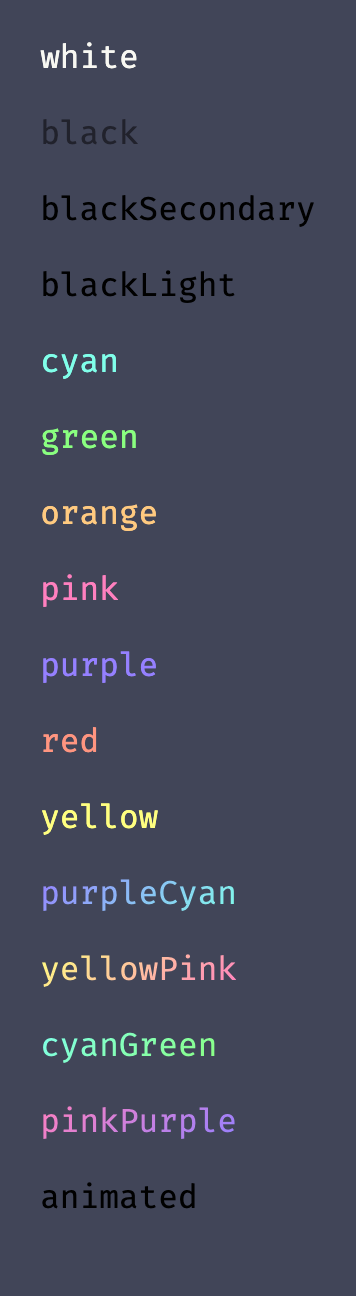 white
black
blackSecondary
blackLight
cyan
green
orange
pink
purple
red
yellow
purpleCyan
yellowPink
cyanGreen
pinkPurple
animated